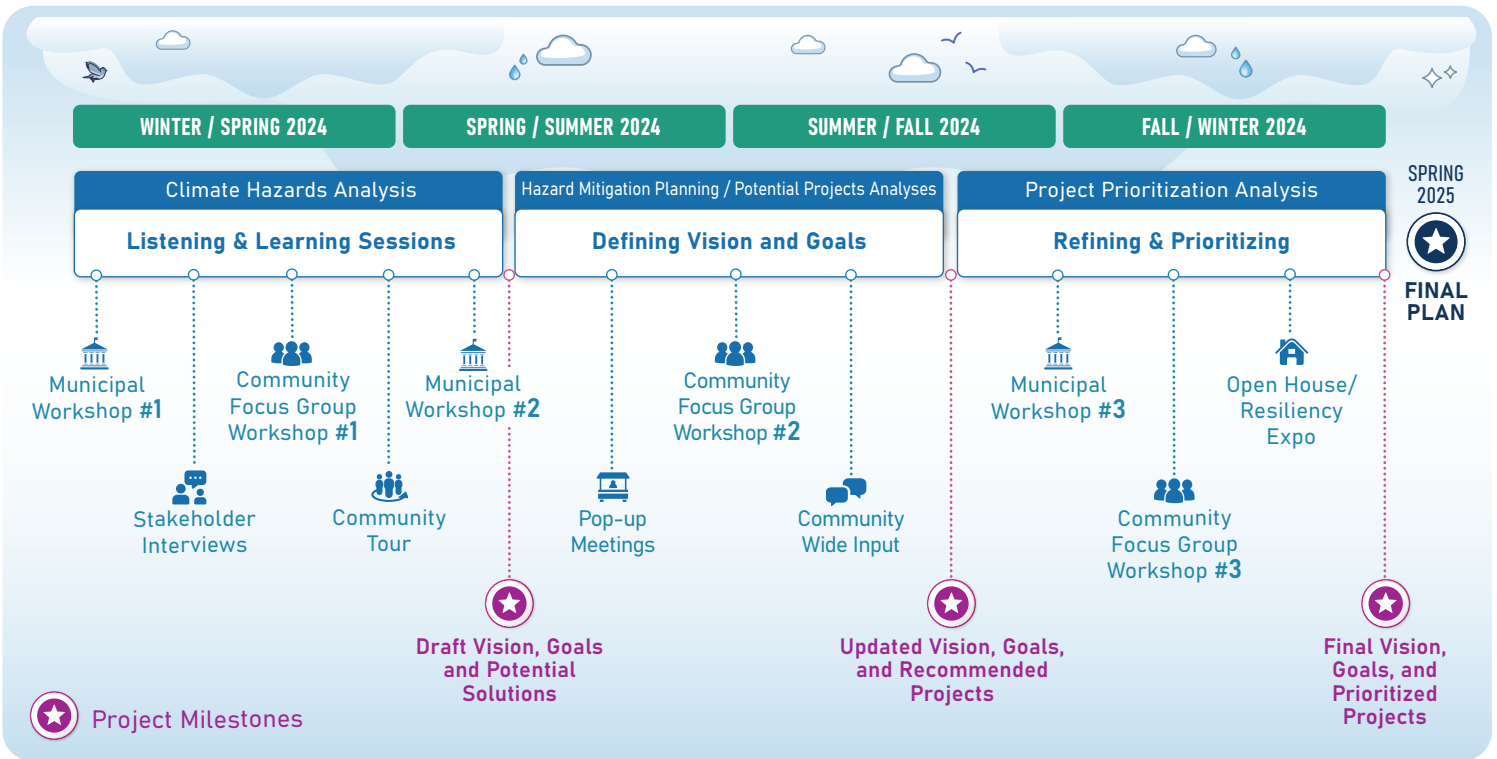 WINTER / SPRING 2024
SPRING / SUMMER 2024
SUMMER / FALL 2024
FALL / WINTER 2024
Climate Hazards Analysis
Listening & Learning Sessions
Hazard Mitigation Planning / Potential Projects Analyses
Defining Vision and Goals
Project Prioritization Analysis
Refining & Prioritizing
SPRING
2025
FINAL
PLAN
Municipal
Workshop #1
Stakeholder
Interviews
Community
Focus Group
Workshop #1
Community
Tour
Municipal
Workshop #2
Draft Vision, Goals
and Potential
Solutions
Pop-up
Meetings
Community
Focus Group
Workshop #2
Community
Wide Input
Updated Vision, Goals,
and Recommended
Projects
Municipal
Workshop #3
Community
Focus Group
Workshop #3
Open House/
Resiliency
Expo
Final Vision,
Goals, and
Prioritized
Projects
Project Milestones